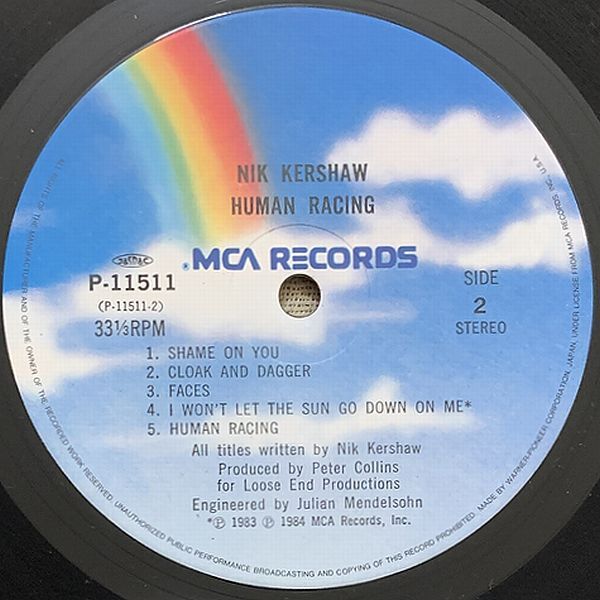 NIK KERSHAW
HUMAN RACING
MCA RECORDS
JASRAC
P-11511
(P-11511-2)
33⅓RPM
SIDE
2
STEREO
1. SHAME ON YOU
2. CLOAK AND DAGGER
3. FACES
4. I WON'T LET THE SUN GO DOWN ON ME*
5. HUMAN RACING
All titles written by Nik Kershaw
Produced by Peter Collins
for Loose End Productions
Engineered by Julian Mendelsohn
*℗ 1983 ℗ 1984 MCA Records, Inc.
ALL RIGHTS OF THE MANUFACTURER AND OF THE OWNER OF THE RECORDED WORK RESERVED. UNAUTHORIZED PUBLIC PERFORMANCE BROADCASTING AND COPYING OF THIS RECORD PROHIBITED. MADE BY WARNER-PIONEER CORPORATION, JAPAN, UNDER LICENSE FROM MCA RECORDS INC., U.S.A.